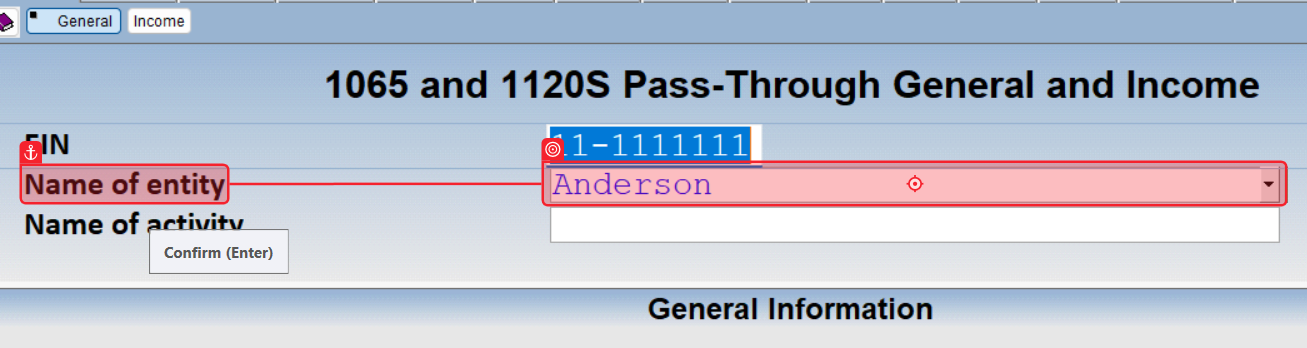 General Income
1065 and 1120S Pass-Through General and Income
EIN 11-1111111
Name of entity Anderson
Name of activity
Confirm (Enter)
General Information